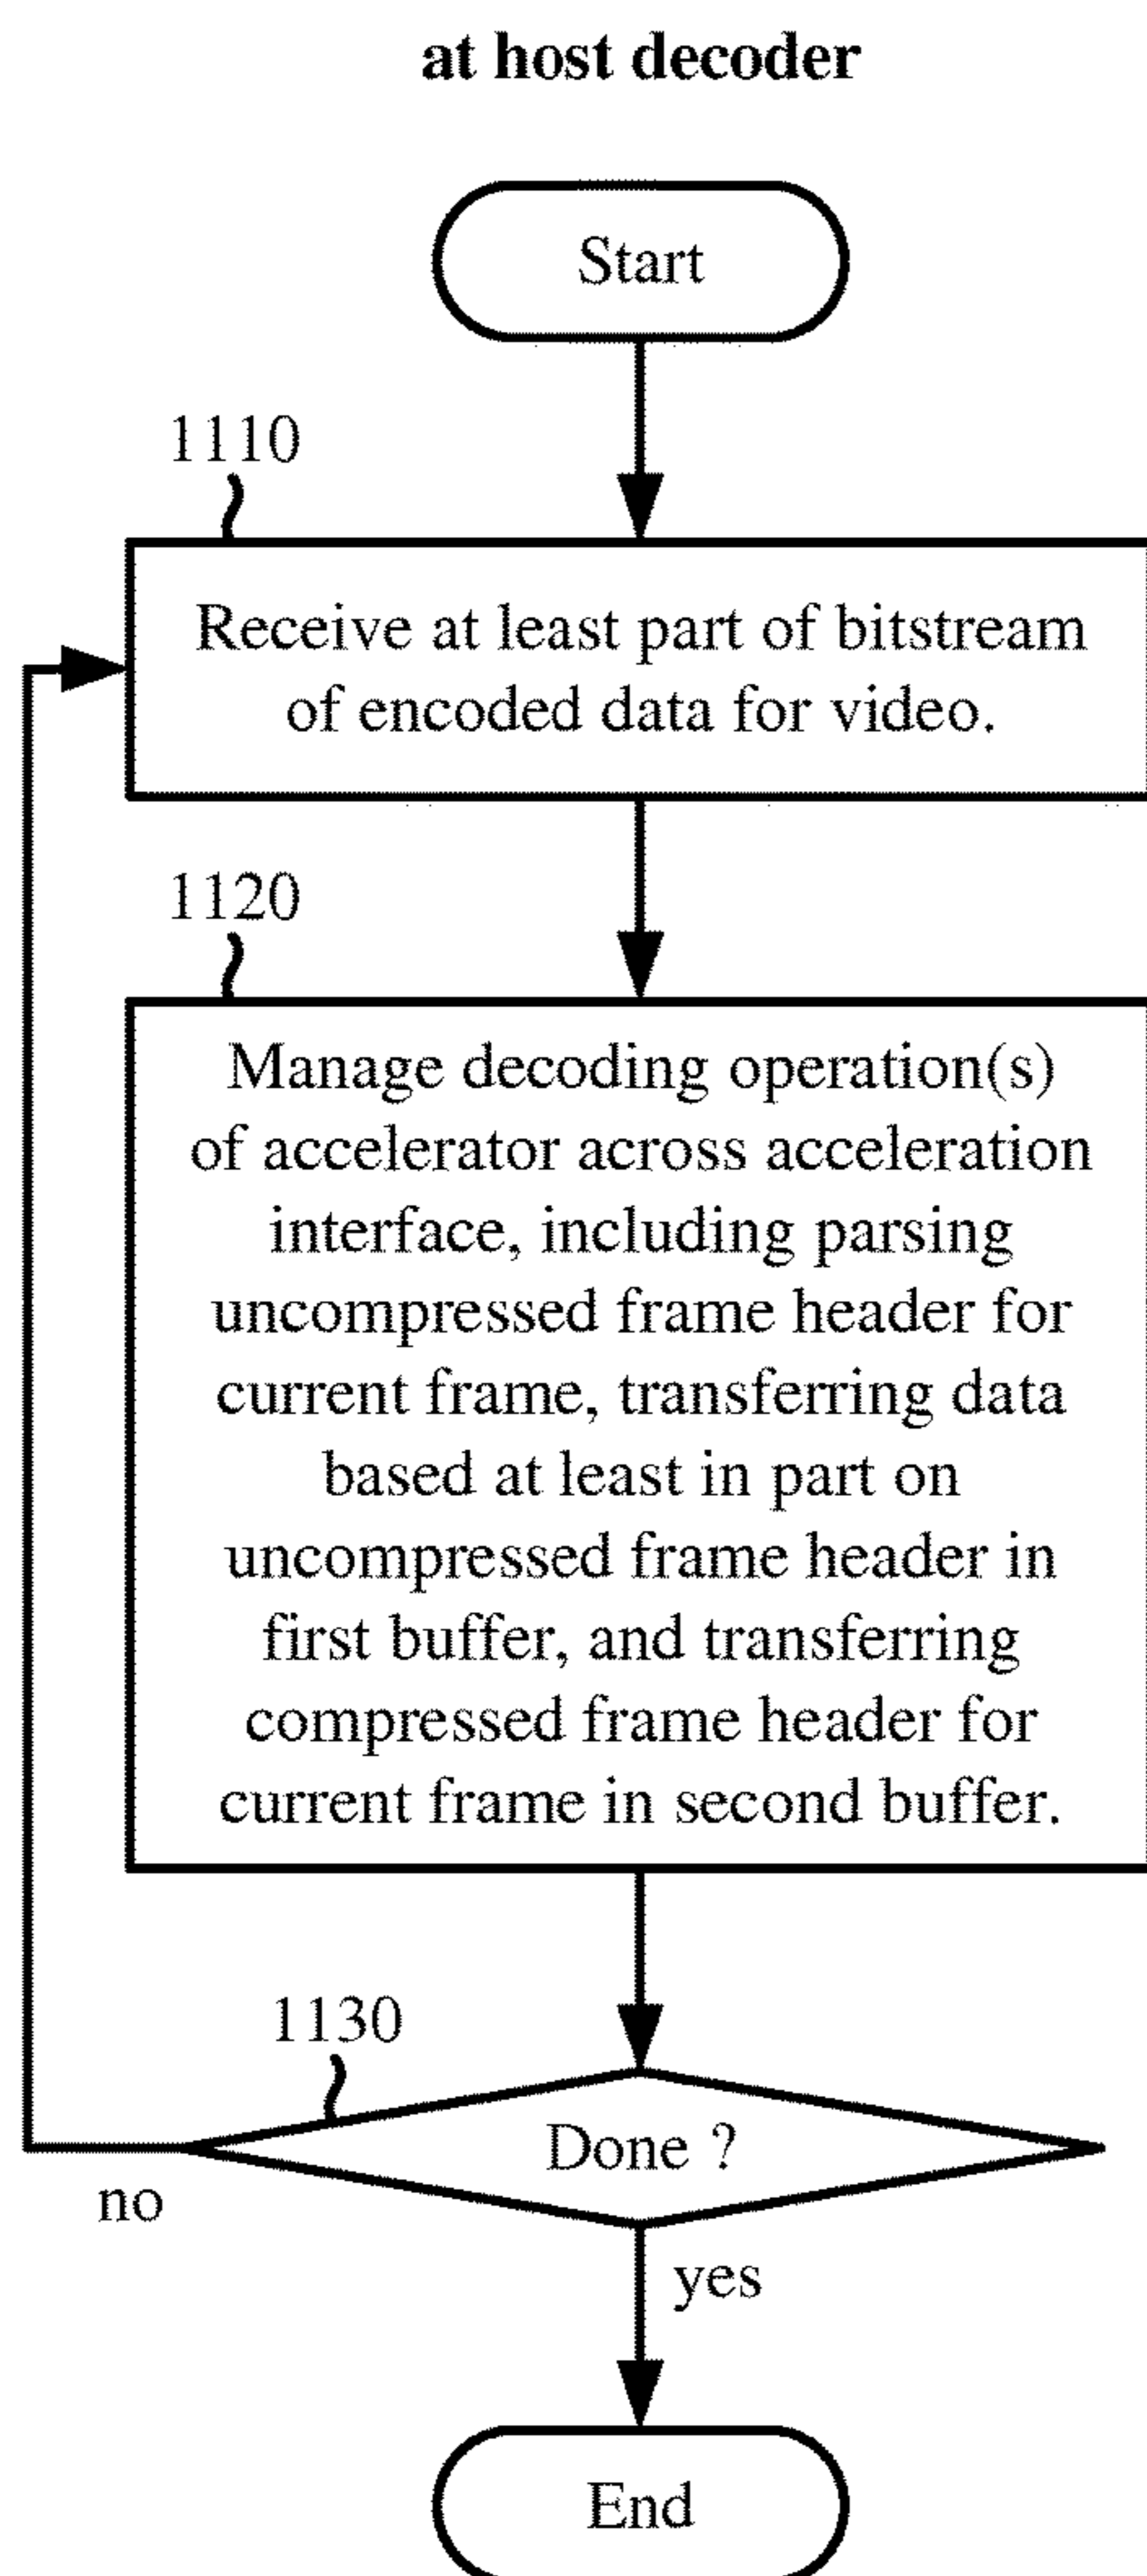 at host decoder
Start
1110
Receive at least part of bitstream
of encoded data for video.
1120
Manage decoding operation(s)
of accelerator across acceleration
interface, including parsing
uncompressed frame header for
current frame, transferring data
based at least in part on
uncompressed frame header in
first buffer, and transferring
compressed frame header for
current frame in second buffer.
1130
Done ?
no
yes
End